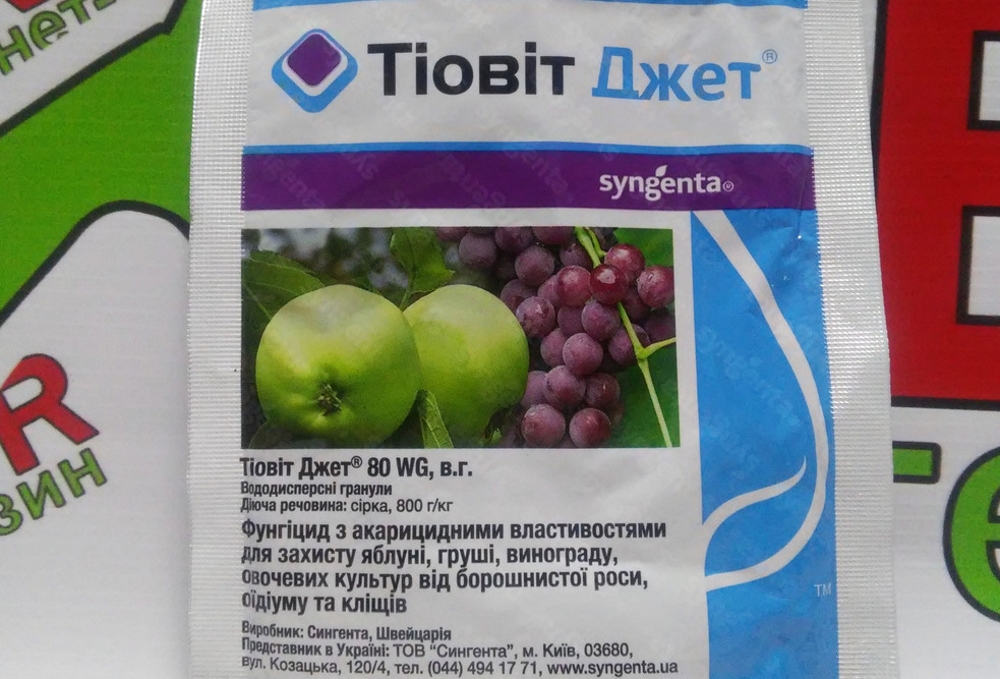 Тіовіт Джет®
syngenta®
Тіовіт Джет® 80 WG, в.г.
Вододисперсні гранули
Діюча речовина: сірка, 800 г/кг
Фунгіцид з акарицидними властивостями
для захисту яблуні, груші, винограду,
овочевих культур від борошнистої роси,
оїдіуму та кліщів
Виробник: Сингента, Швейцарія
Представник в Україні: ТОВ "Сингента", м. Київ, 03680,
вул. Козацька, 120/4, тел. (044) 494 17 71, www.syngenta.ua
TM